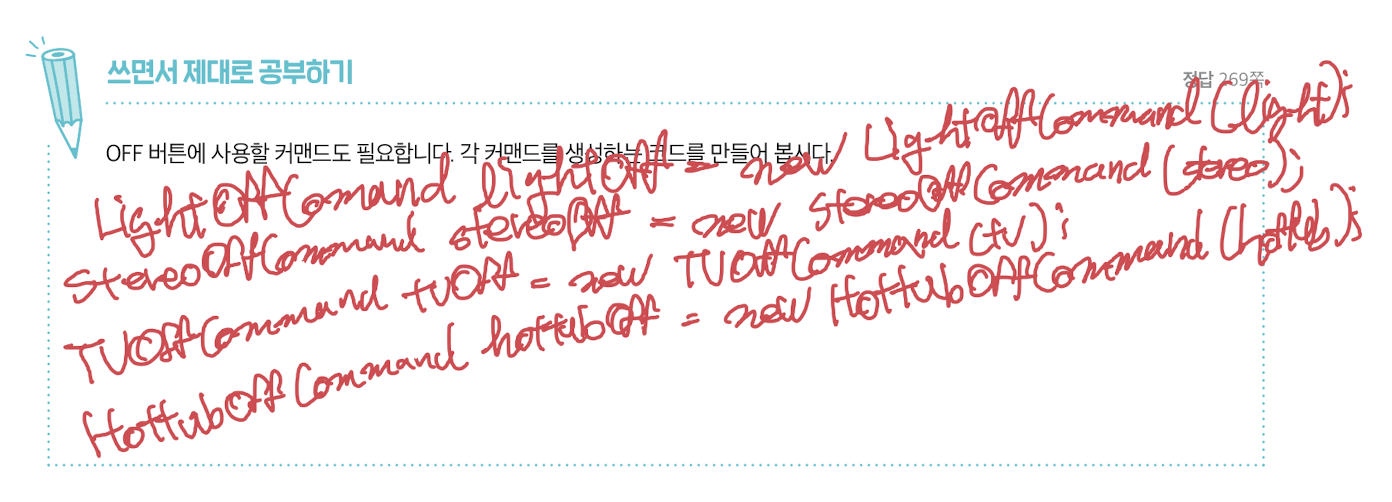 쓰면서 제대로 공부하기
정답 269쪽
OFF 버튼에 사용할 커맨드도 필요합니다. 각 커맨드를 생성하는 코드를 만들어 봅시다.
LightOffComand lightOff = new LightOffCommand (light);
StereoOffCommand stereoOff = new StereoOffCommand (stereo);
TVOffCommand tvOff = new TVOffCommand (tv);
HottubOffCommand hottubOff = new HottubOffCommand (hottub);